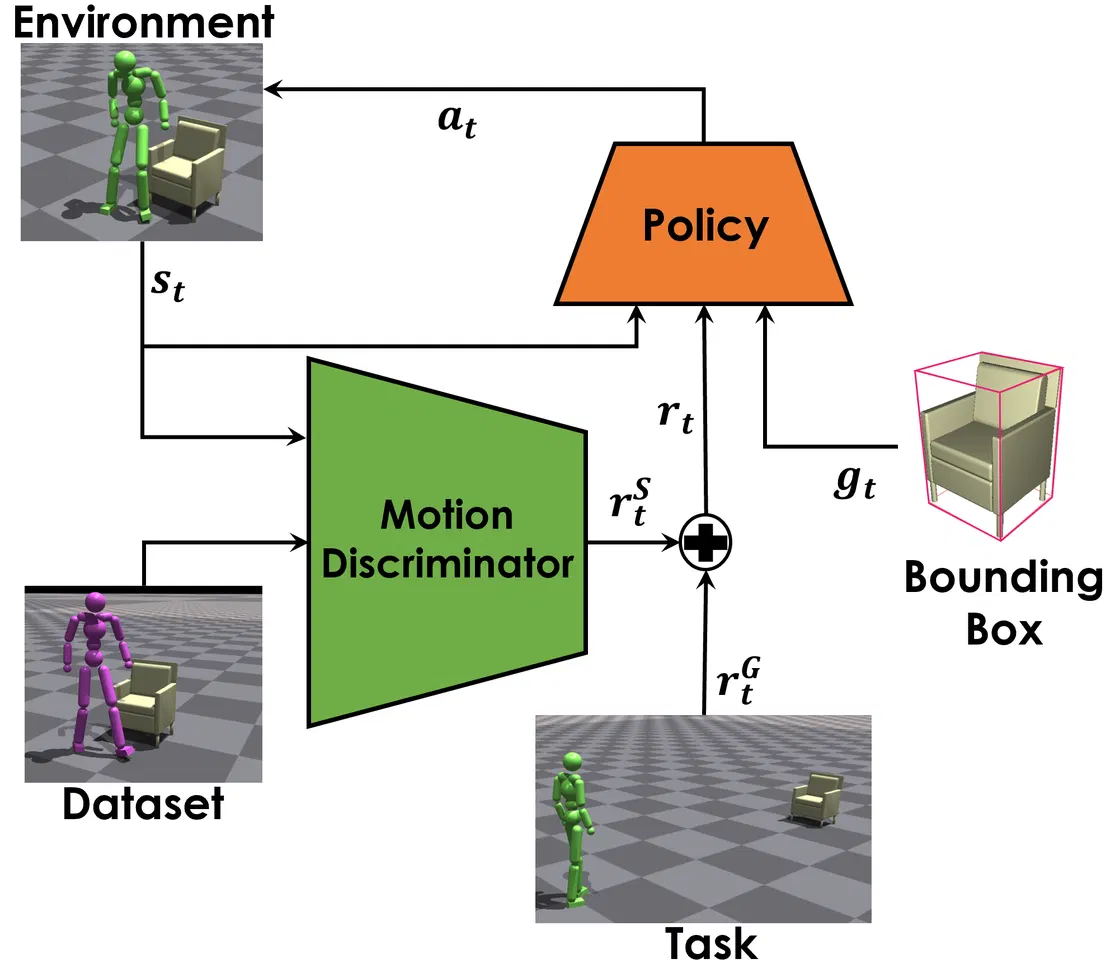 Environment
a_t
Policy
s_t
r_t
g_t
Motion
Discriminator
r_t^S
Bounding
Box
r_t^G
Dataset
Task